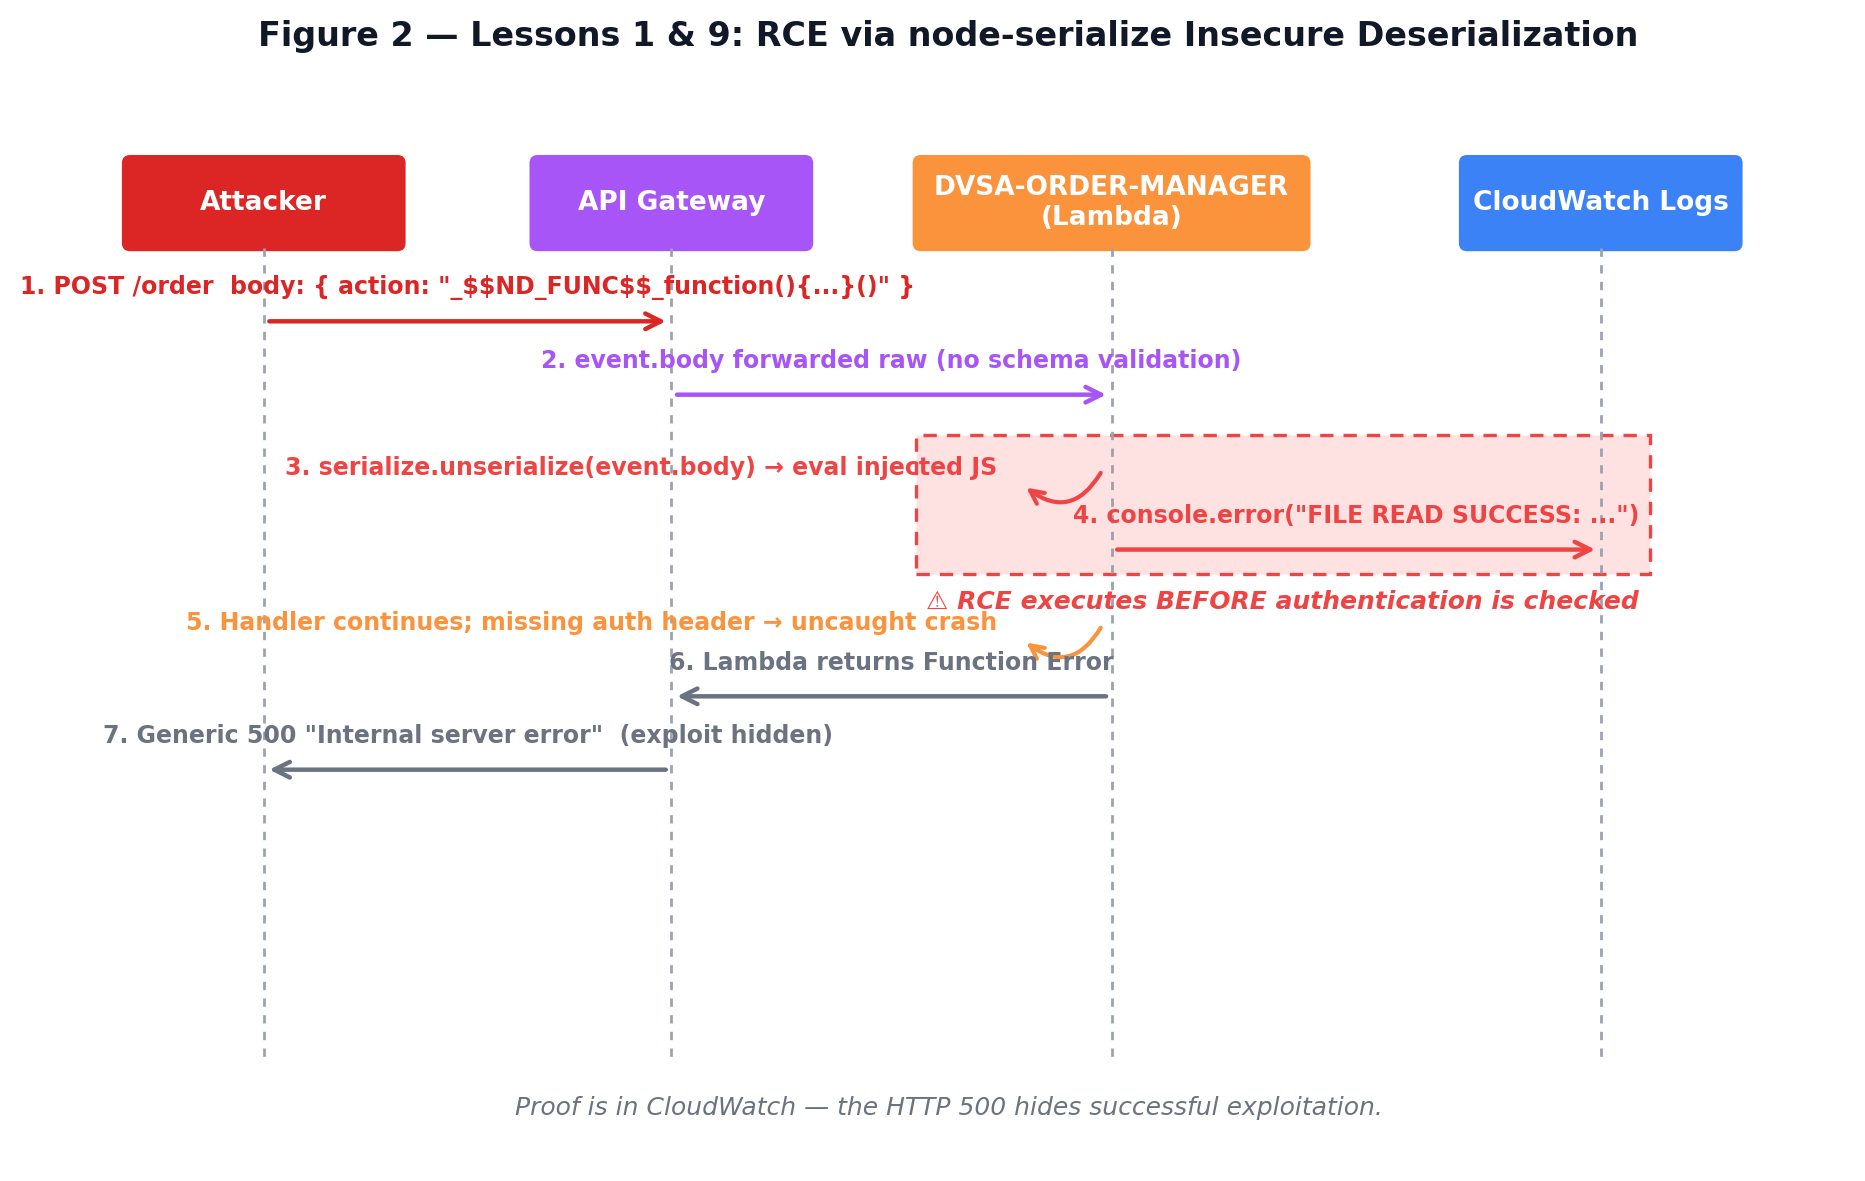 Figure 2 — Lessons 1 & 9: RCE via node-serialize Insecure Deserialization
Attacker
API Gateway
DVSA-ORDER-MANAGER
(Lambda)
CloudWatch Logs
1. POST /order  body: { action: "_$$ND_FUNC$$_function(){...}()" }
2. event.body forwarded raw (no schema validation)
3. serialize.unserialize(event.body) → eval injected JS
4. console.error("FILE READ SUCCESS: ...")
⚠ RCE executes BEFORE authentication is checked
5. Handler continues; missing auth header → uncaught crash
6. Lambda returns Function Error
7. Generic 500 "Internal server error"  (exploit hidden)
Proof is in CloudWatch — the HTTP 500 hides successful exploitation.